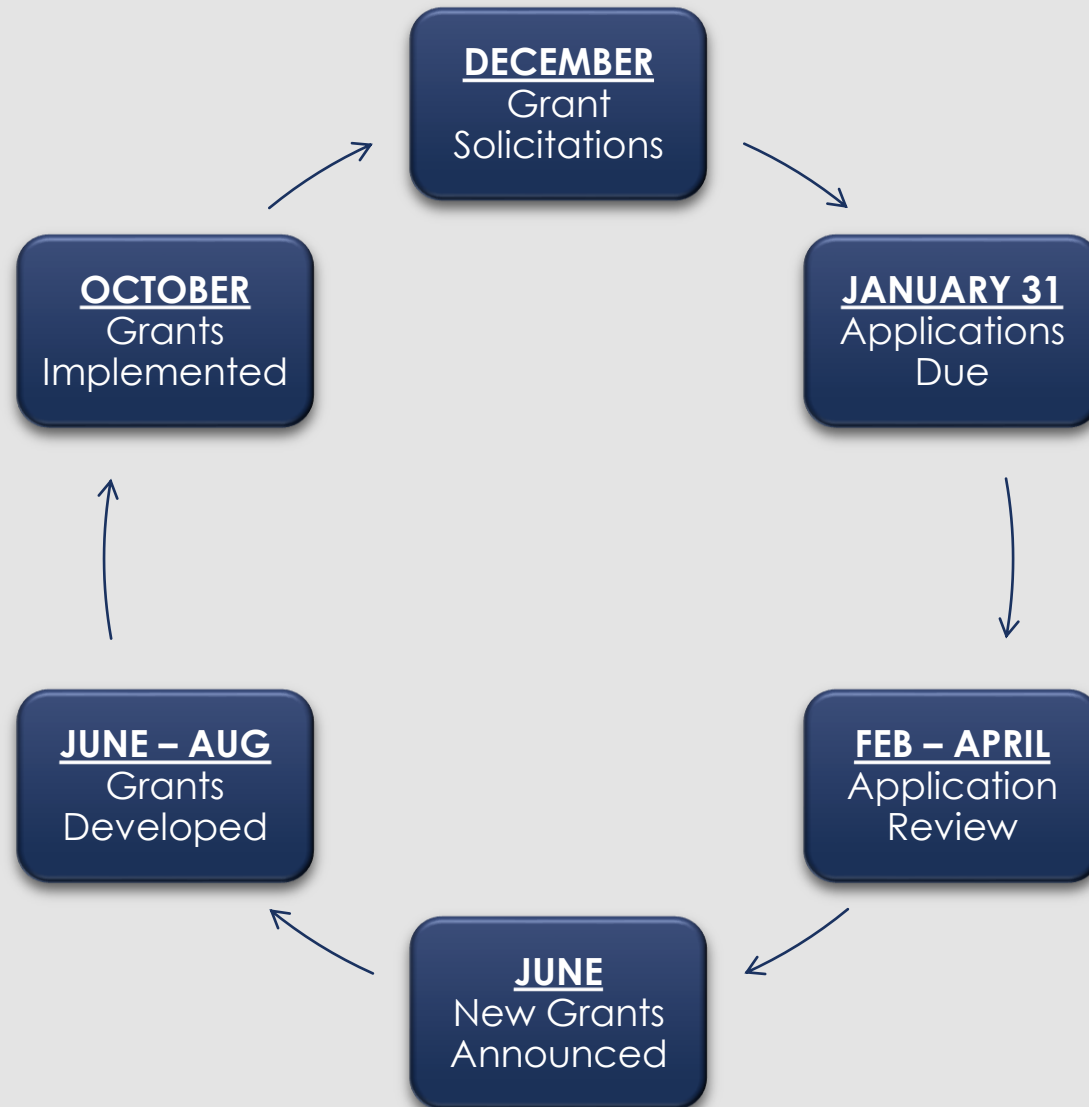 DECEMBER
Grant
Solicitations
JANUARY 31
Applications
Due
FEB – APRIL
Application
Review
JUNE
New Grants
Announced
JUNE – AUG
Grants
Developed
OCTOBER
Grants
Implemented